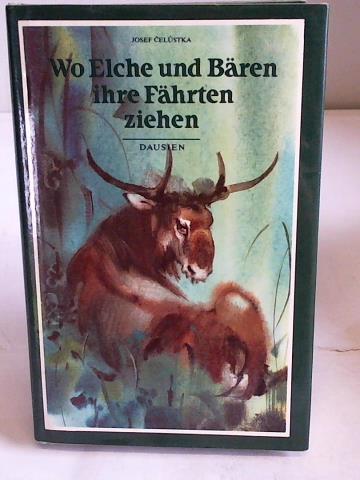 JOSEF ČELŮSTKA
Wo Elche und Bären
ihre Fährten
ziehen
DAUSIEN